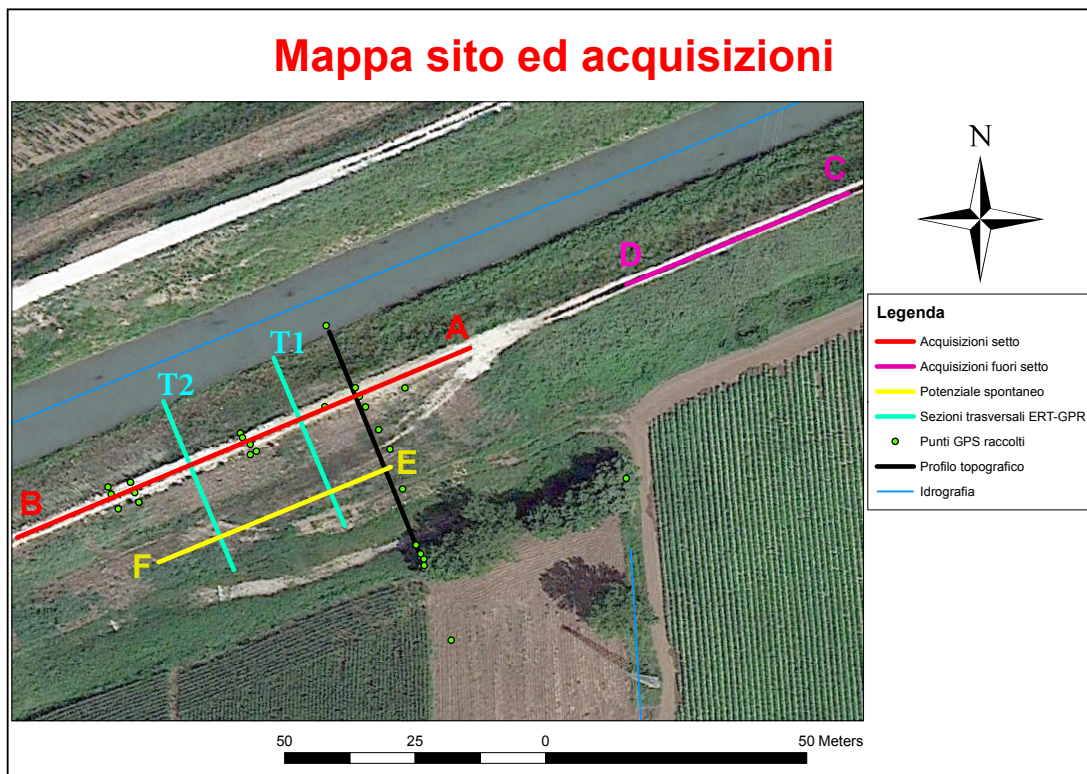 Mappa sito ed acquisizioni
N
C
D
A
T1
T2
E
B
F
Legenda
Acquisizioni setto
Acquisizioni fuori setto
Potenziale spontaneo
Sezioni trasversali ERT-GPR
Punti GPS raccolti
Profilo topografico
Idrografia
50 25 0 50 Meters